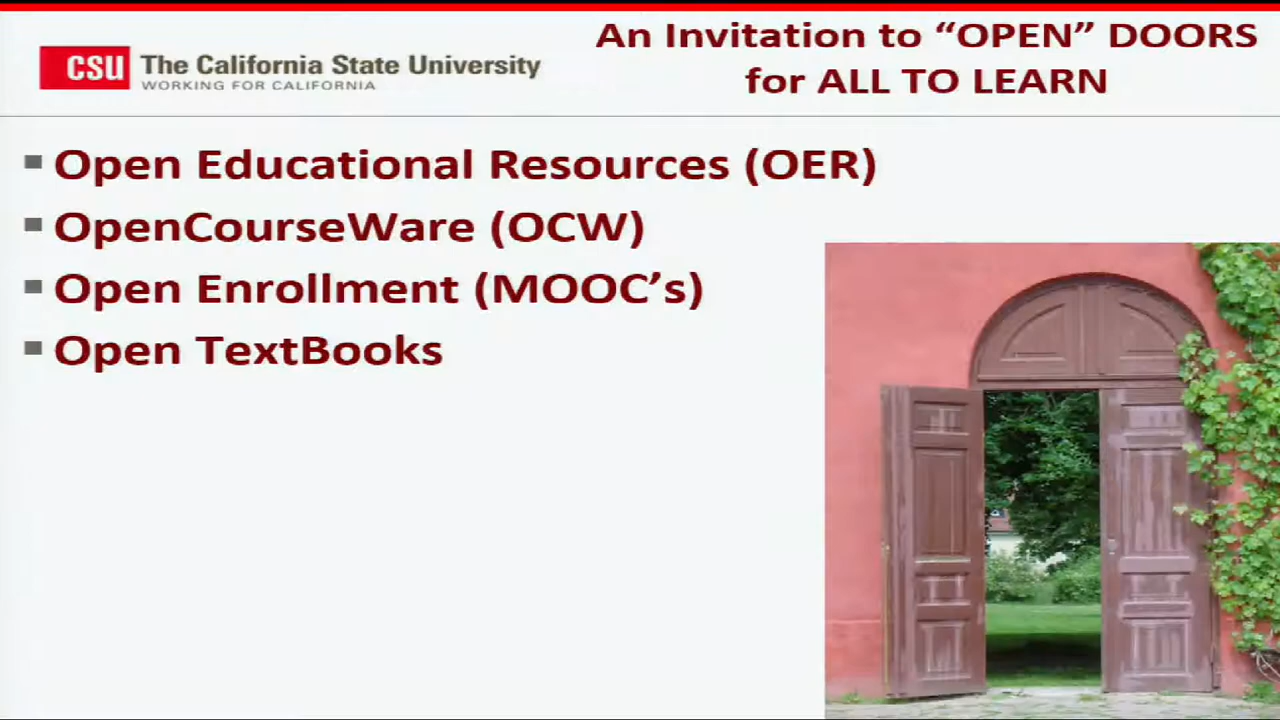 An Invitation to “OPEN” DOORS
for ALL TO LEARN
CSU The California State University
WORKING FOR CALIFORNIA
Open Educational Resources (OER)
OpenCourseWare (OCW)
Open Enrollment (MOOC’s)
Open TextBooks